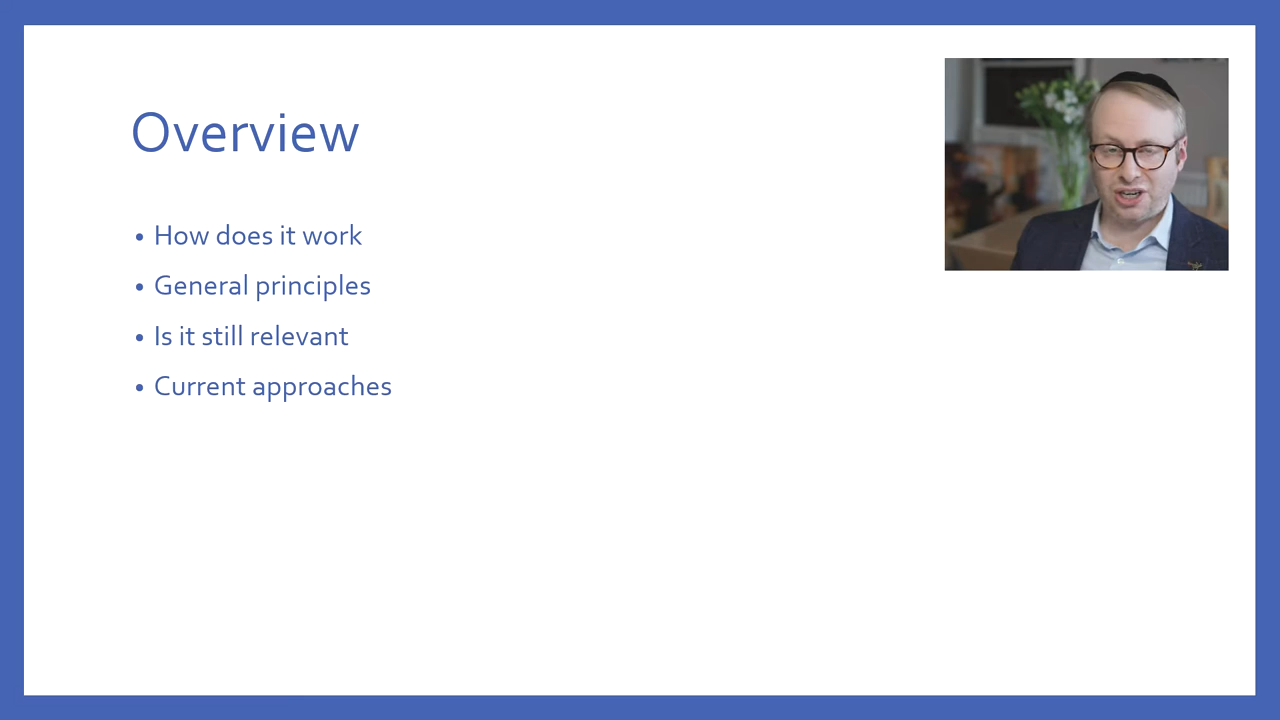 Overview
• How does it work
• General principles
• Is it still relevant
• Current approaches